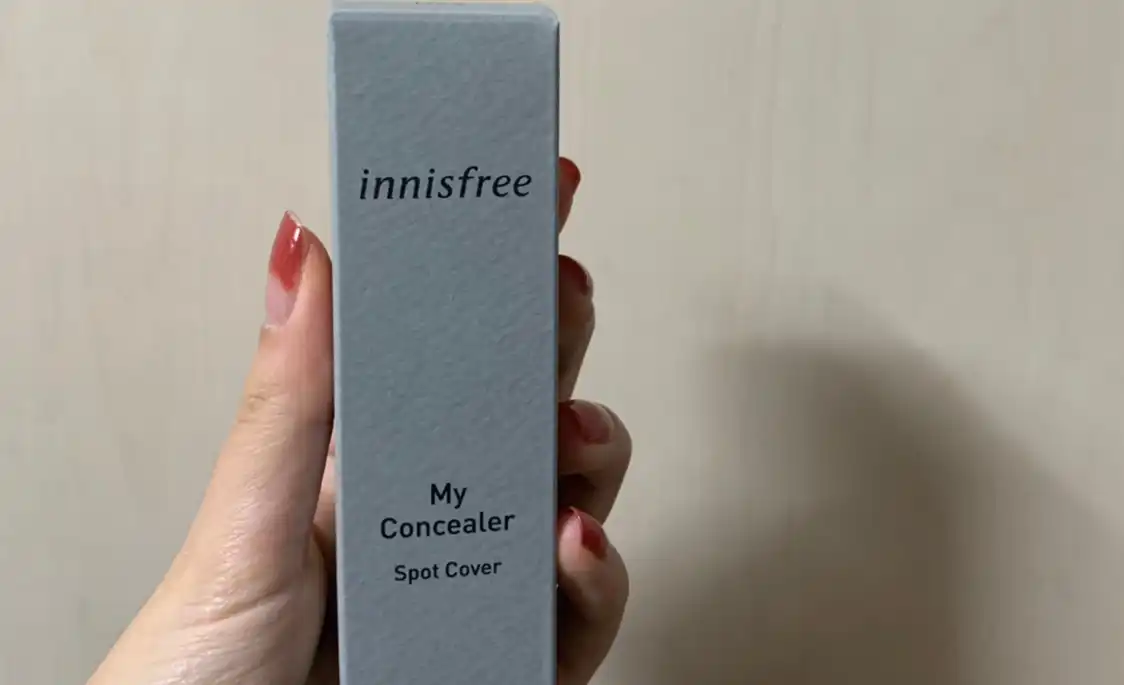 innisfree
My
Concealer
Spot Cover